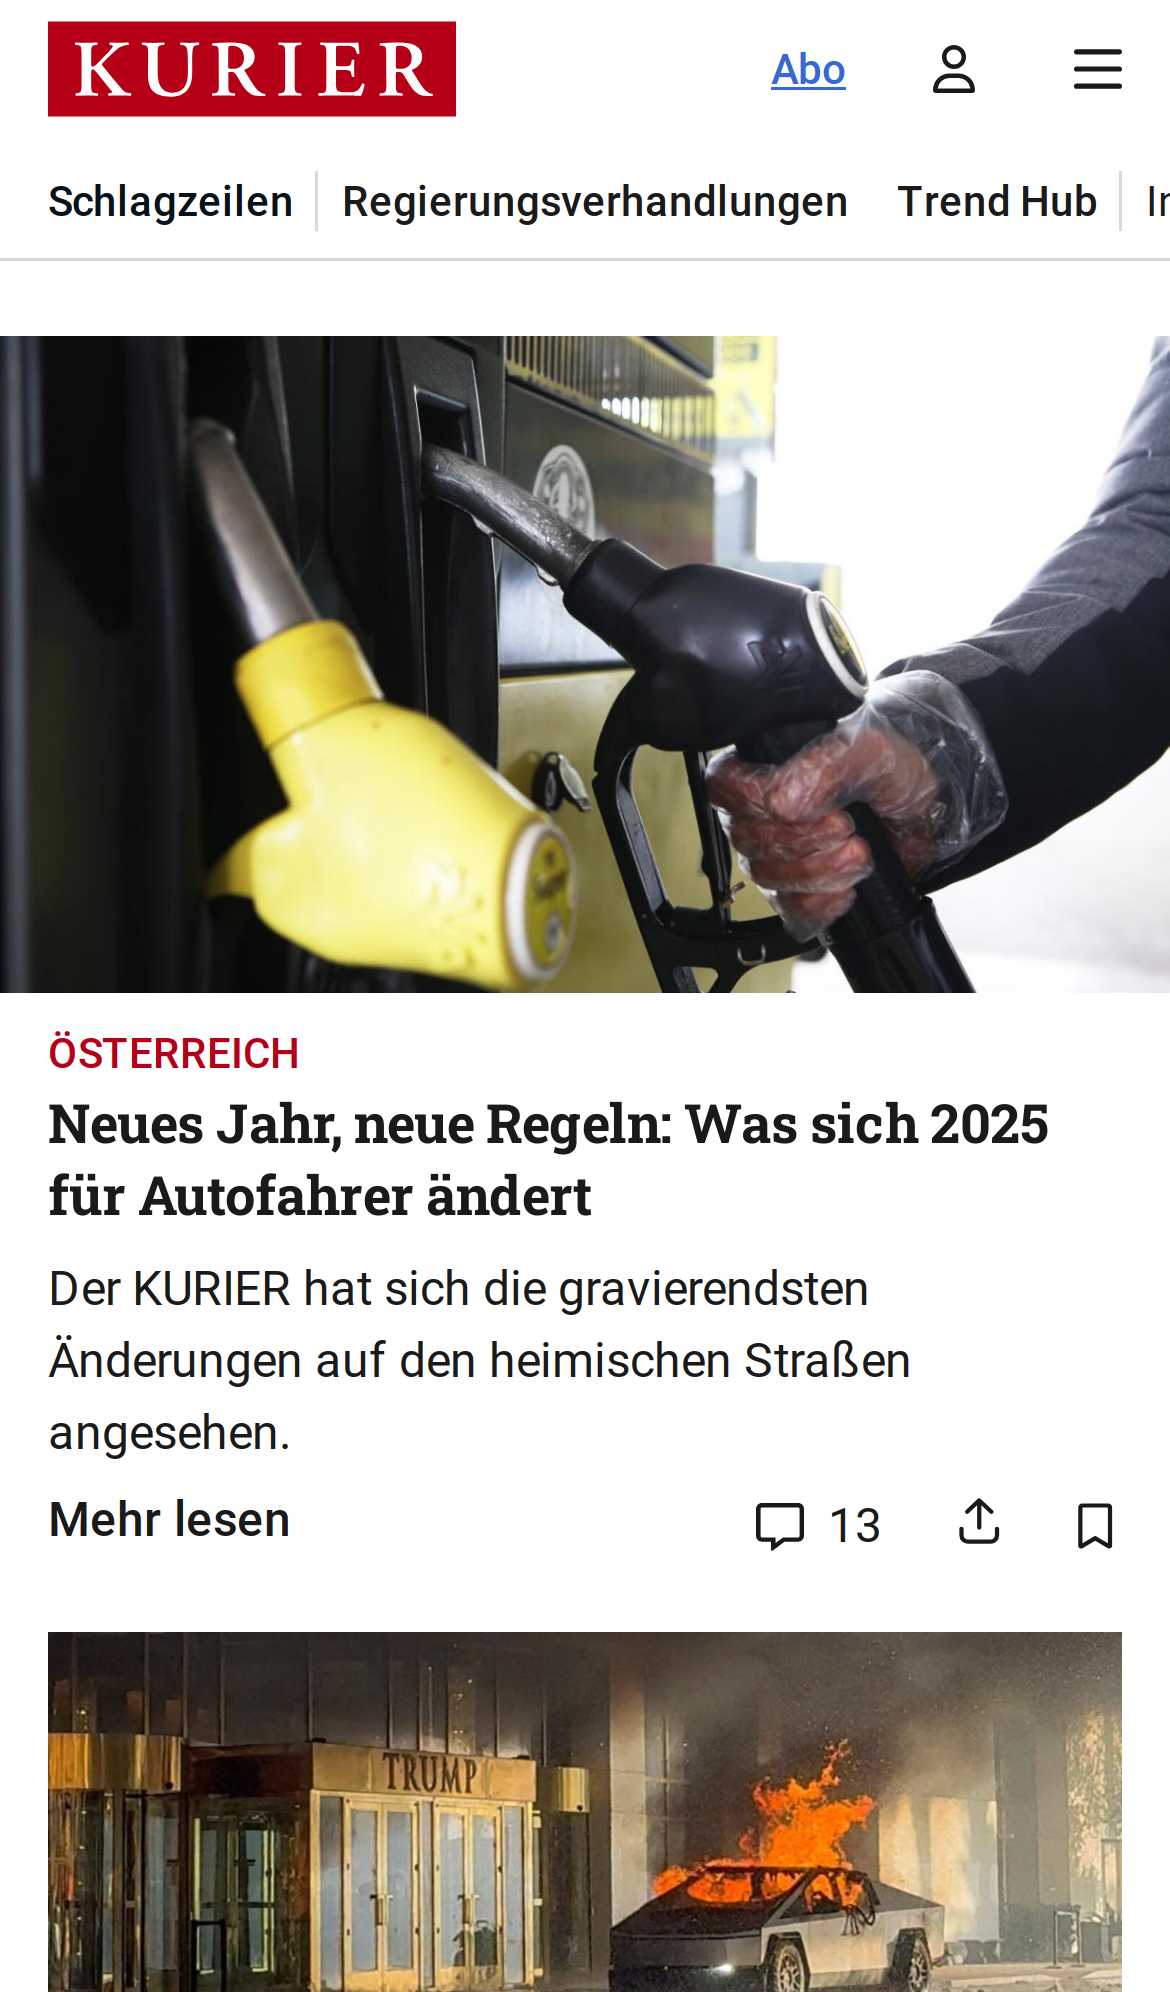 KURIER
Abo
Schlagzeilen Regierungsverhandlungen Trend Hub
ÖSTERREICH
Neues Jahr, neue Regeln: Was sich 2025
für Autofahrer ändert
Der KURIER hat sich die gravierendsten
Änderungen auf den heimischen Straßen
angesehen.
Mehr lesen
13
TRUMP